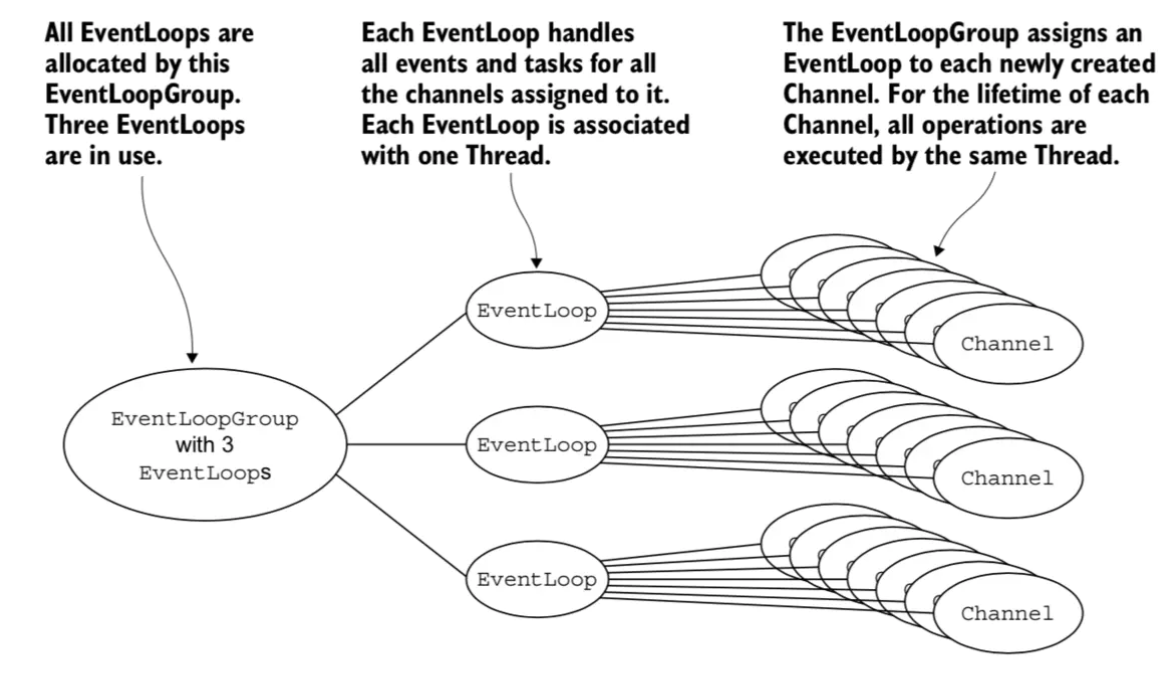 All EventLoops are
allocated by this
EventLoopGroup.
Three EventLoops
are in use.
Each EventLoop handles
all events and tasks for all
the channels assigned to it.
Each EventLoop is associated
with one Thread.
The EventLoopGroup assigns an
EventLoop to each newly created
Channel. For the lifetime of each
Channel, all operations are
executed by the same Thread.
EventLoopGroup
with 3
EventLoops
EventLoop
Channel
EventLoop
Channel
EventLoop
Channel